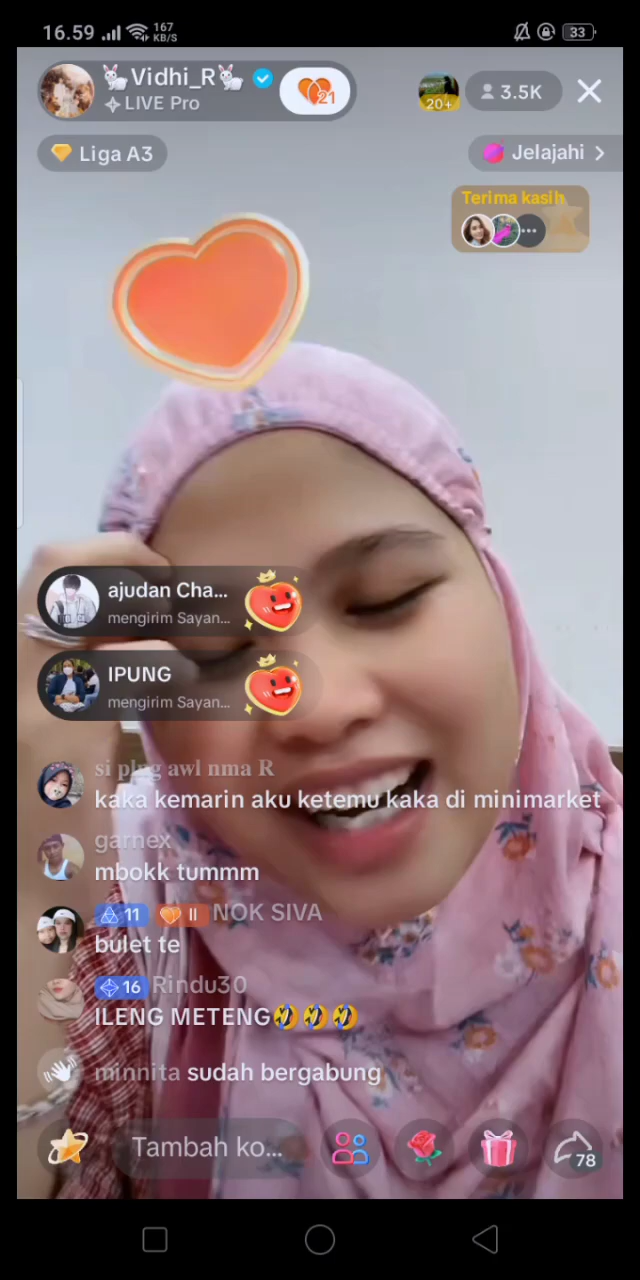 16.59
167
KB/S
33
Vidhi_R
LIVE Pro
21
20+
3.5K
Liga A3
Jelajahi
Terima kasih
ajudan Cha...
mengirim Sayan...
IPUNG
mengirim Sayan...
si plng awl nma R
kaka kemarin aku ketemu kaka di minimarket
garnex
mbokk tummm
11 II NOK SIVA
bulet te
16 Rindu30
ILENG METENG🤣🤣🤣
minnita sudah bergabung
Tambah ko...
78